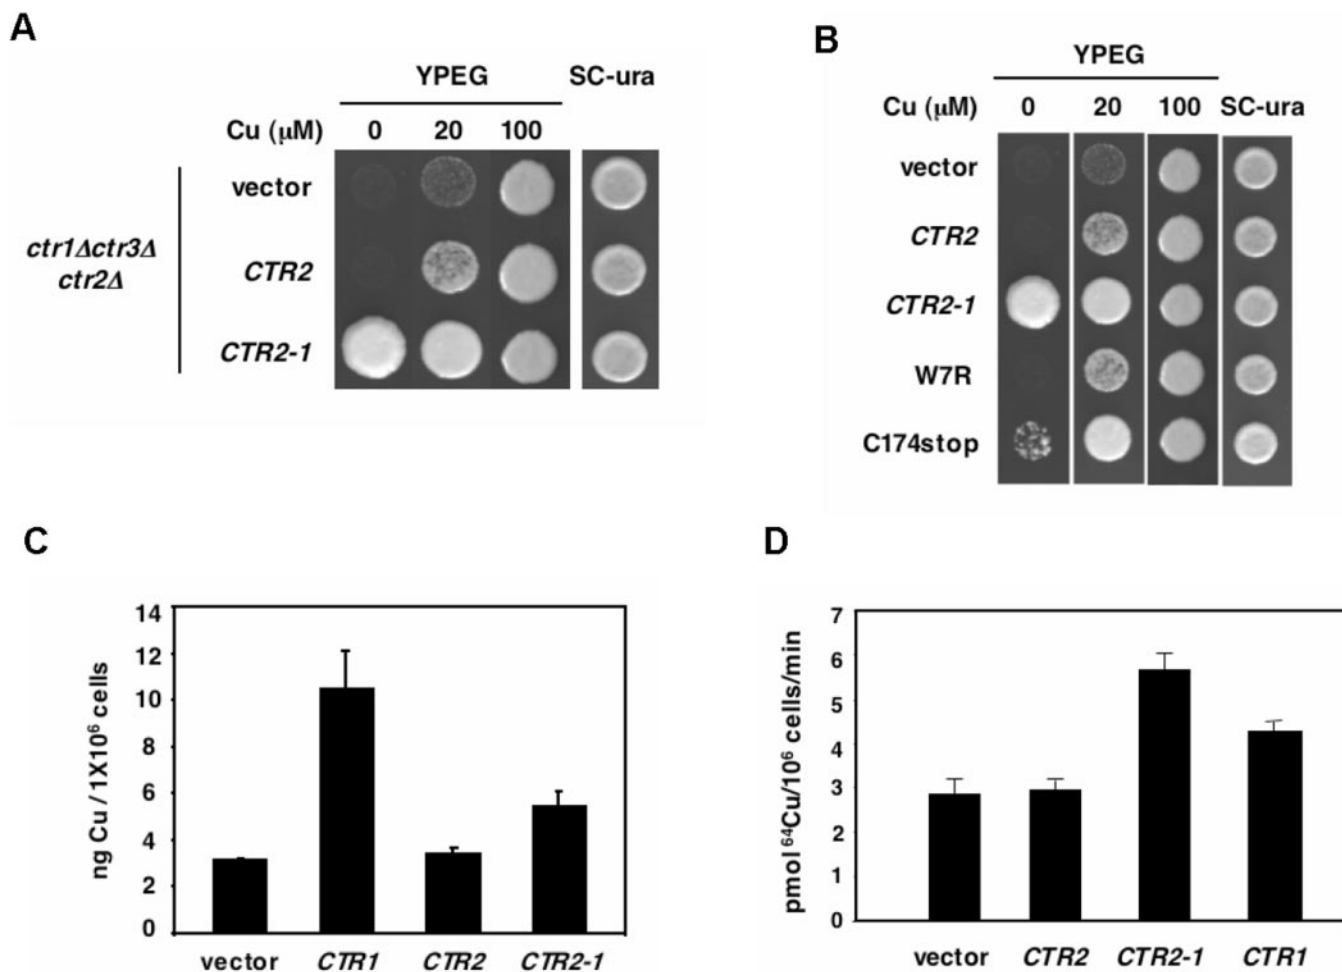 A
YPEG SC-ura
Cu (μM) 0 20 100
vector
ctr1Δctr3Δ
ctr2Δ
CTR2
CTR2-1
B
YPEG
Cu (μM) 0 20 100 SC-ura
vector
CTR2
CTR2-1
W7R
C174stop
C
ng Cu / 1X10⁶ cells
14
12
10
8
6
4
2
0
vector CTR1 CTR2 CTR2-1
D
pmol ⁶⁴Cu/10⁶ cells/min
7
6
5
4
3
2
1
0
vector CTR2 CTR2-1 CTR1